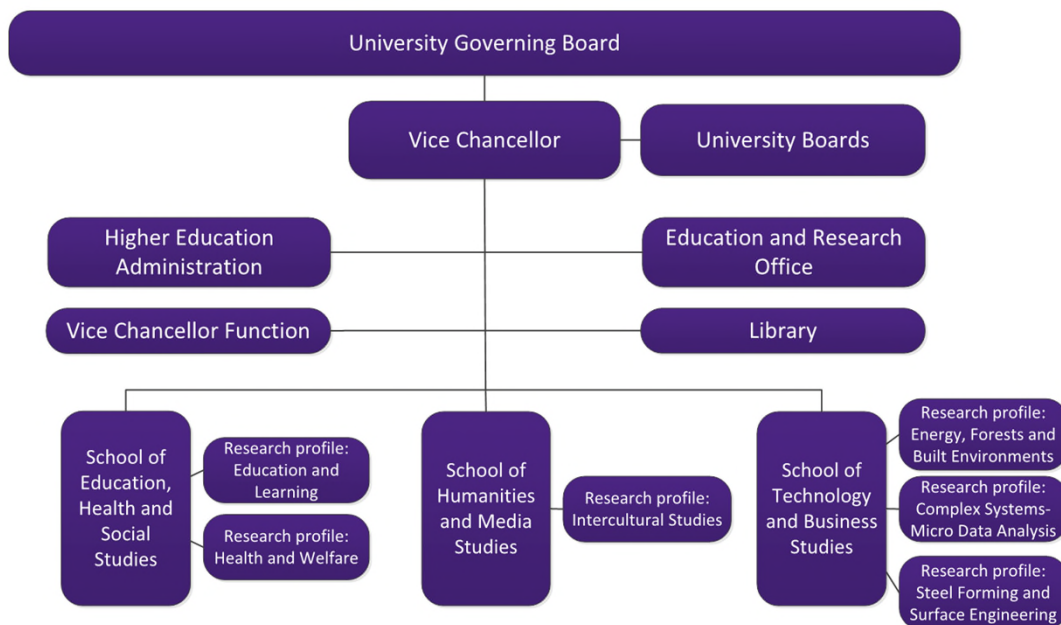 University Governing Board
Vice Chancellor
University Boards
Higher Education
Administration
Education and Research
Office
Vice Chancellor Function
Library
School of
Education,
Health and
Social
Studies
Research profile:
Education and
Learning
Research profile:
Health and Welfare
School of
Humanities
and Media
Studies
Research profile:
Intercultural Studies
School of
Technology
and Business
Studies
Research profile:
Energy, Forests and
Built Environments
Research profile:
Complex Systems-
Micro Data Analysis
Research profile:
Steel Forming and
Surface Engineering